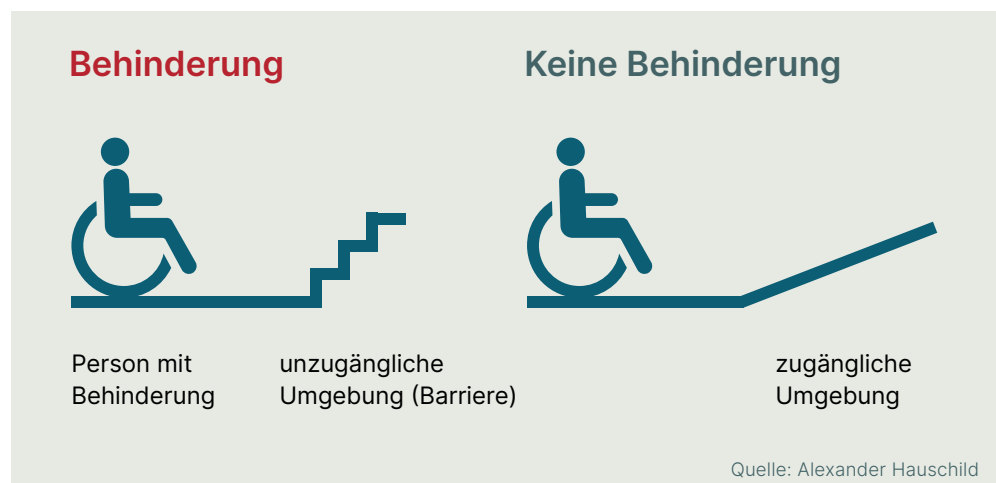 Behinderung
Keine Behinderung
Person mit
Behinderung
unzugängliche
Umgebung (Barriere)
zugängliche
Umgebung
Quelle: Alexander Hauschild